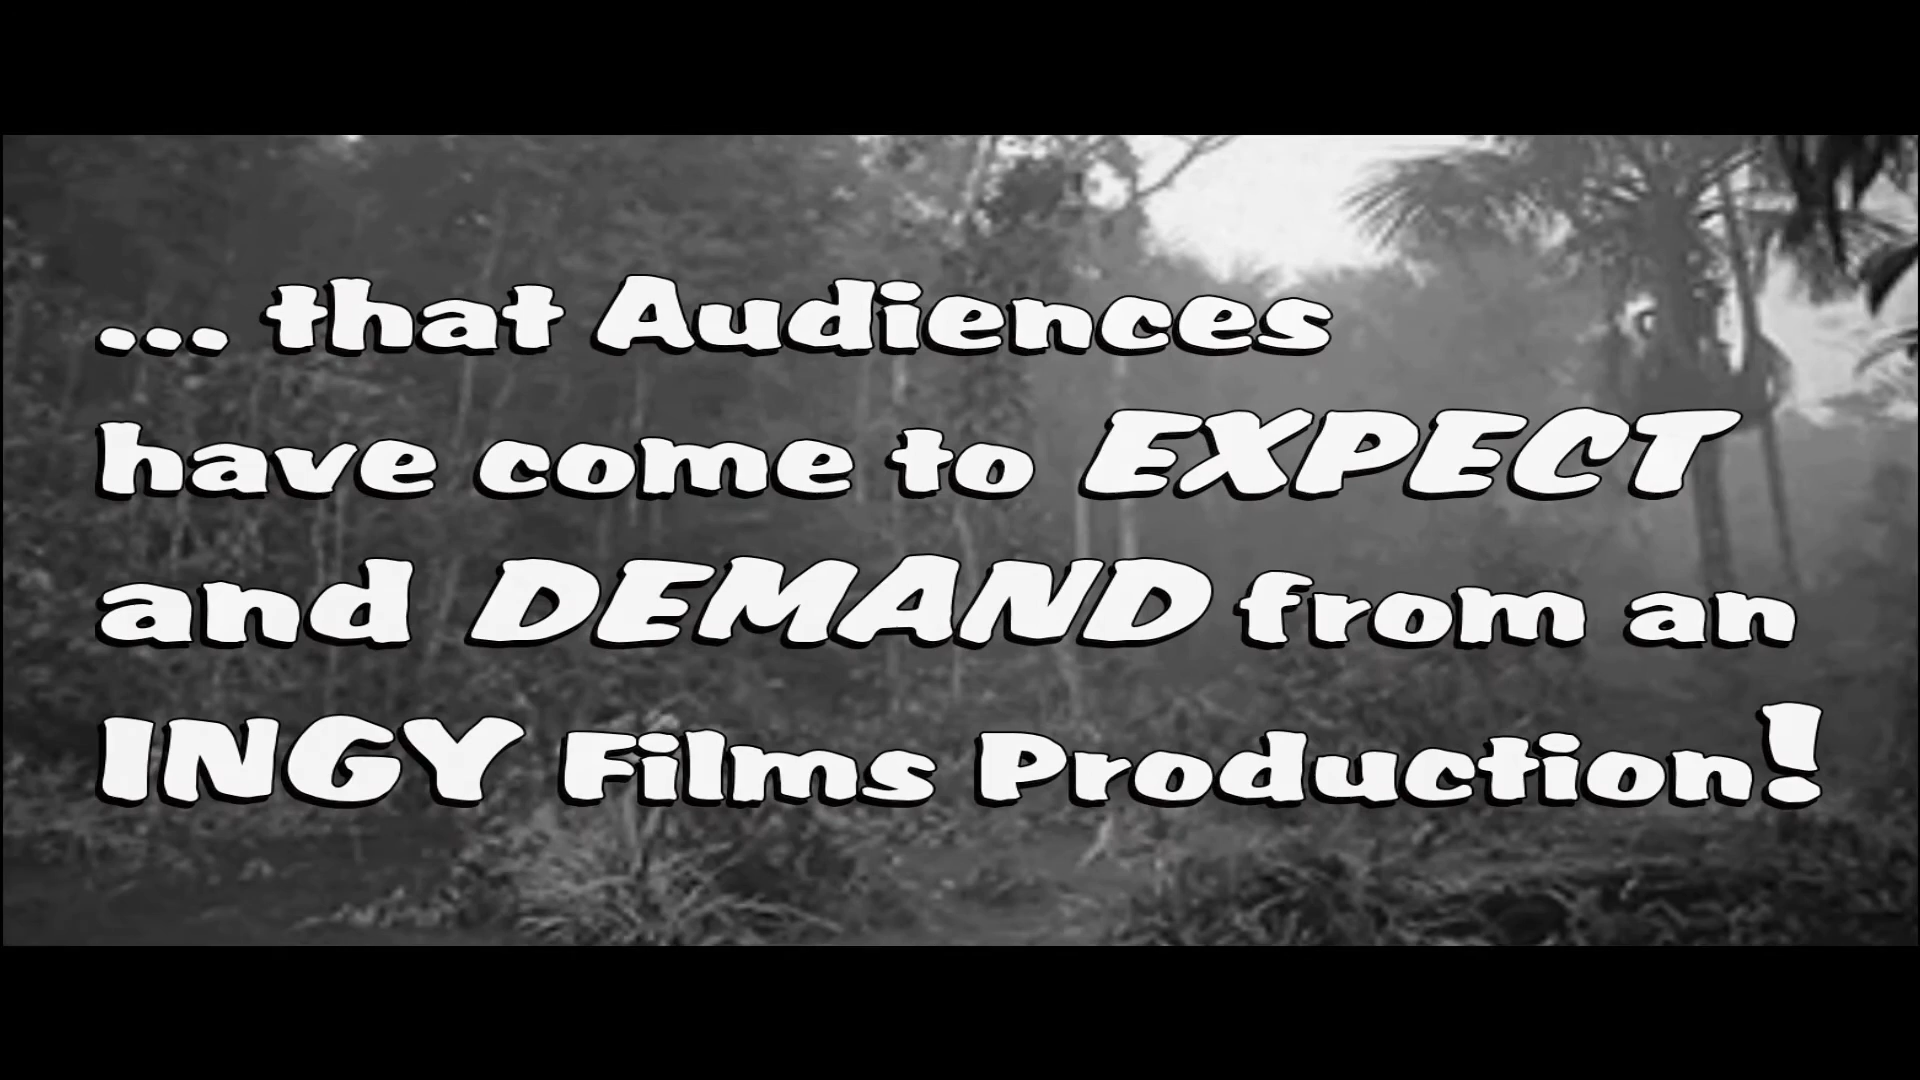 ... that Audiences
have come to EXPECT
and DEMAND from an
INGY Films Production!